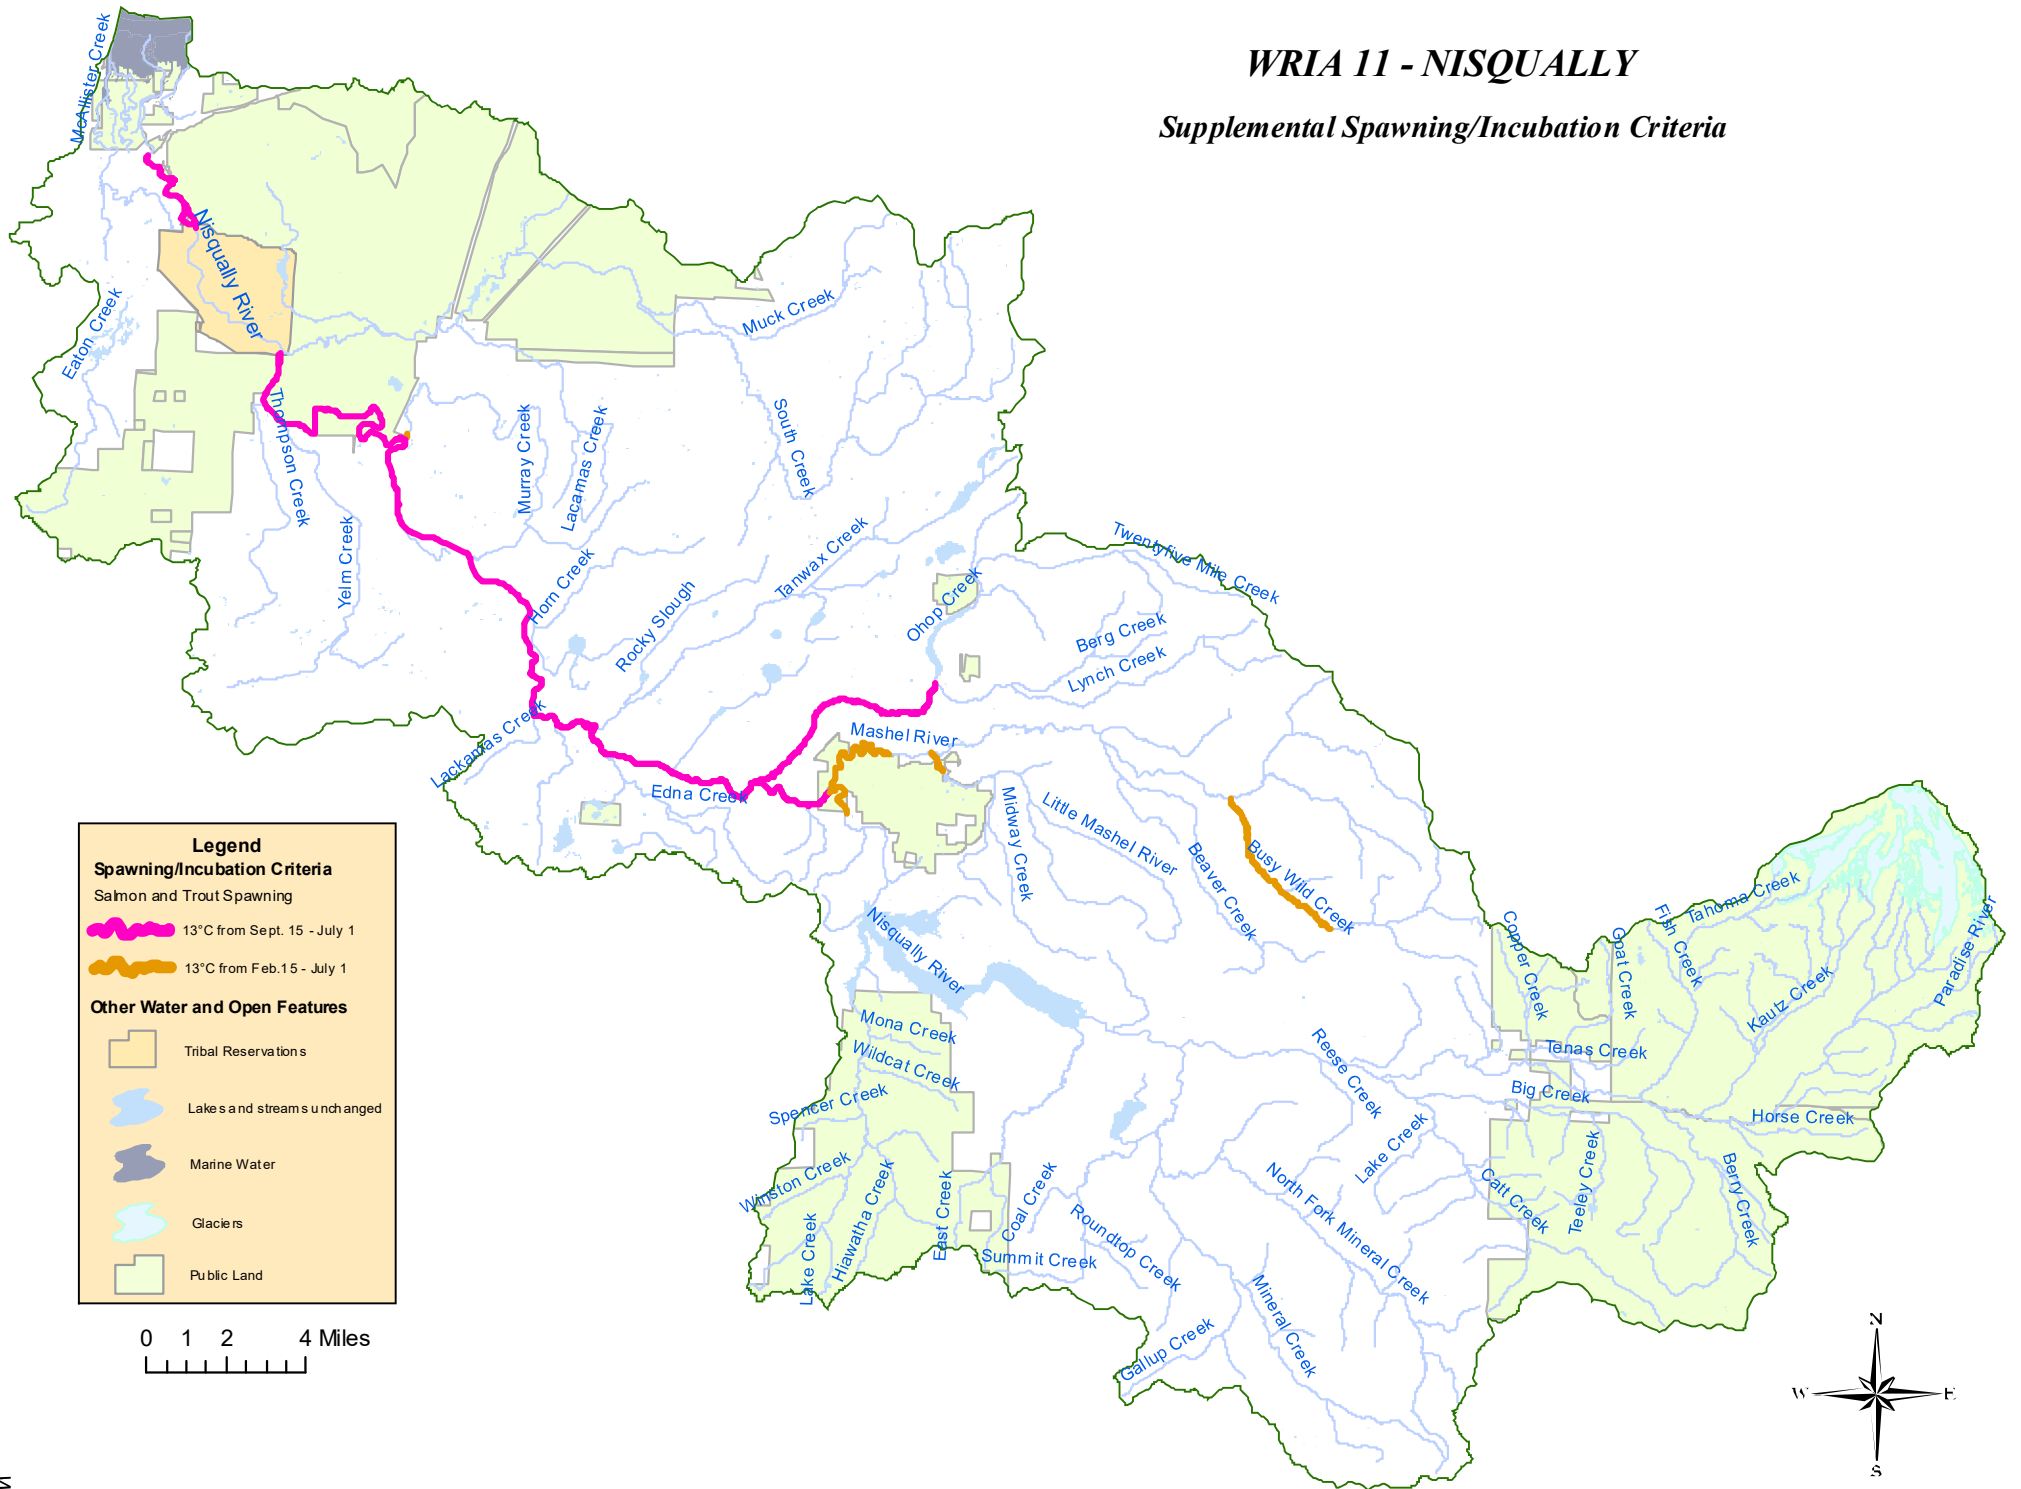 WRIA 11 - NISQUALLY
Supplemental Spawning/Incubation Criteria
McAllister Creek
Nisqually River
Eaton Creek
Muck Creek
Thompson Creek
Yelm Creek
Murray Creek
Lacamas Creek
South Creek
Horn Creek
Rocky Slough
Tanwax Creek
Ohop Creek
Twentyfive Mile Creek
Berg Creek
Lynch Creek
Lackamas Creek
Mashel River
Edna Creek
Midway Creek
Little Mashel River
Beaver Creek
Busy Wild Creek
Nisqually River
Copper Creek
Goat Creek
Fish Creek
Tahoma Creek
Kautz Creek
Paradise River
Mona Creek
Wildcat Creek
Spencer Creek
Winston Creek
Lake Creek
Hiawatha Creek
East Creek
Coal Creek
Summit Creek
Roundtop Creek
Gallup Creek
Mineral Creek
North Fork Mineral Creek
Reese Creek
Lake Creek
Tenas Creek
Big Creek
Catt Creek
Teeley Creek
Horse Creek
Berry Creek
Legend
Spawning/Incubation Criteria
Salmon and Trout Spawning
13°C from Sept. 15 - July 1
13°C from Feb.15 - July 1
Other Water and Open Features
Tribal Reservations
Lakes and streams unchanged
Marine Water
Glaciers
Public Land
0 1 2 4 Miles
N
W E
S